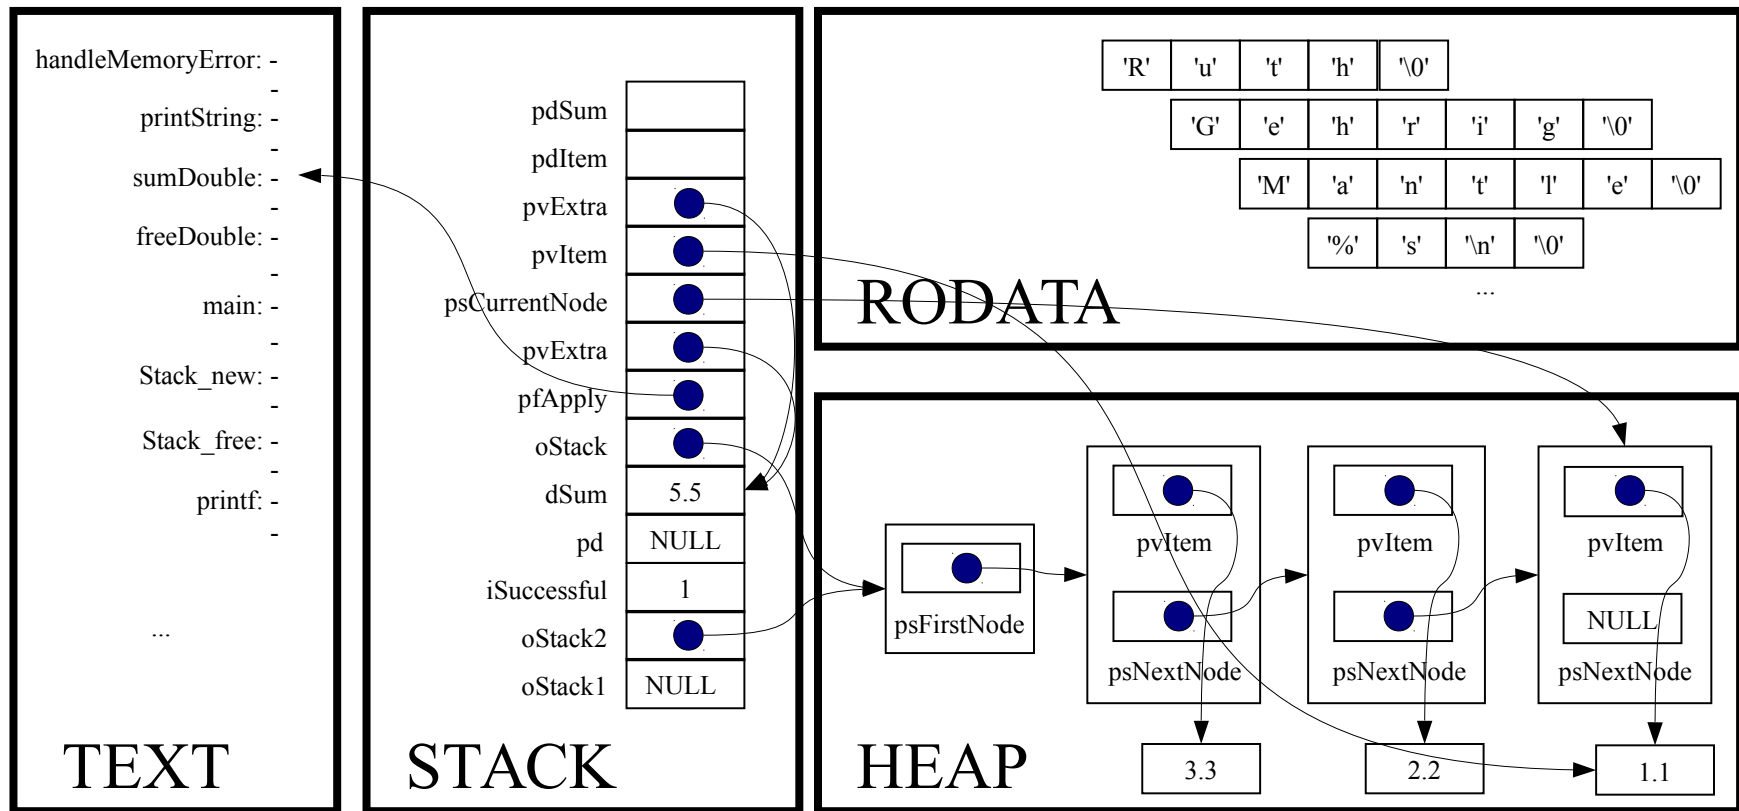 handleMemoryError: -
-
printString: -
-
sumDouble: -
-
freeDouble: -
-
main: -
-
Stack_new: -
-
Stack_free: -
-
printf: -
-
...
TEXT
pdSum
pdItem
pvExtra
pvItem
psCurrentNode
pvExtra
pfApply
oStack
dSum 5.5
pd NULL
iSuccessful 1
oStack2
oStack1 NULL
STACK
'R' 'u' 't' 'h' '\0'
'G' 'e' 'h' 'r' 'i' 'g' '\0'
'M' 'a' 'n' 't' 'l' 'e' '\0'
'%' 's' '\n' '\0'
...
RODATA
psFirstNode
pvItem
psNextNode
pvItem
psNextNode
pvItem
NULL
psNextNode
3.3
2.2
1.1
HEAP